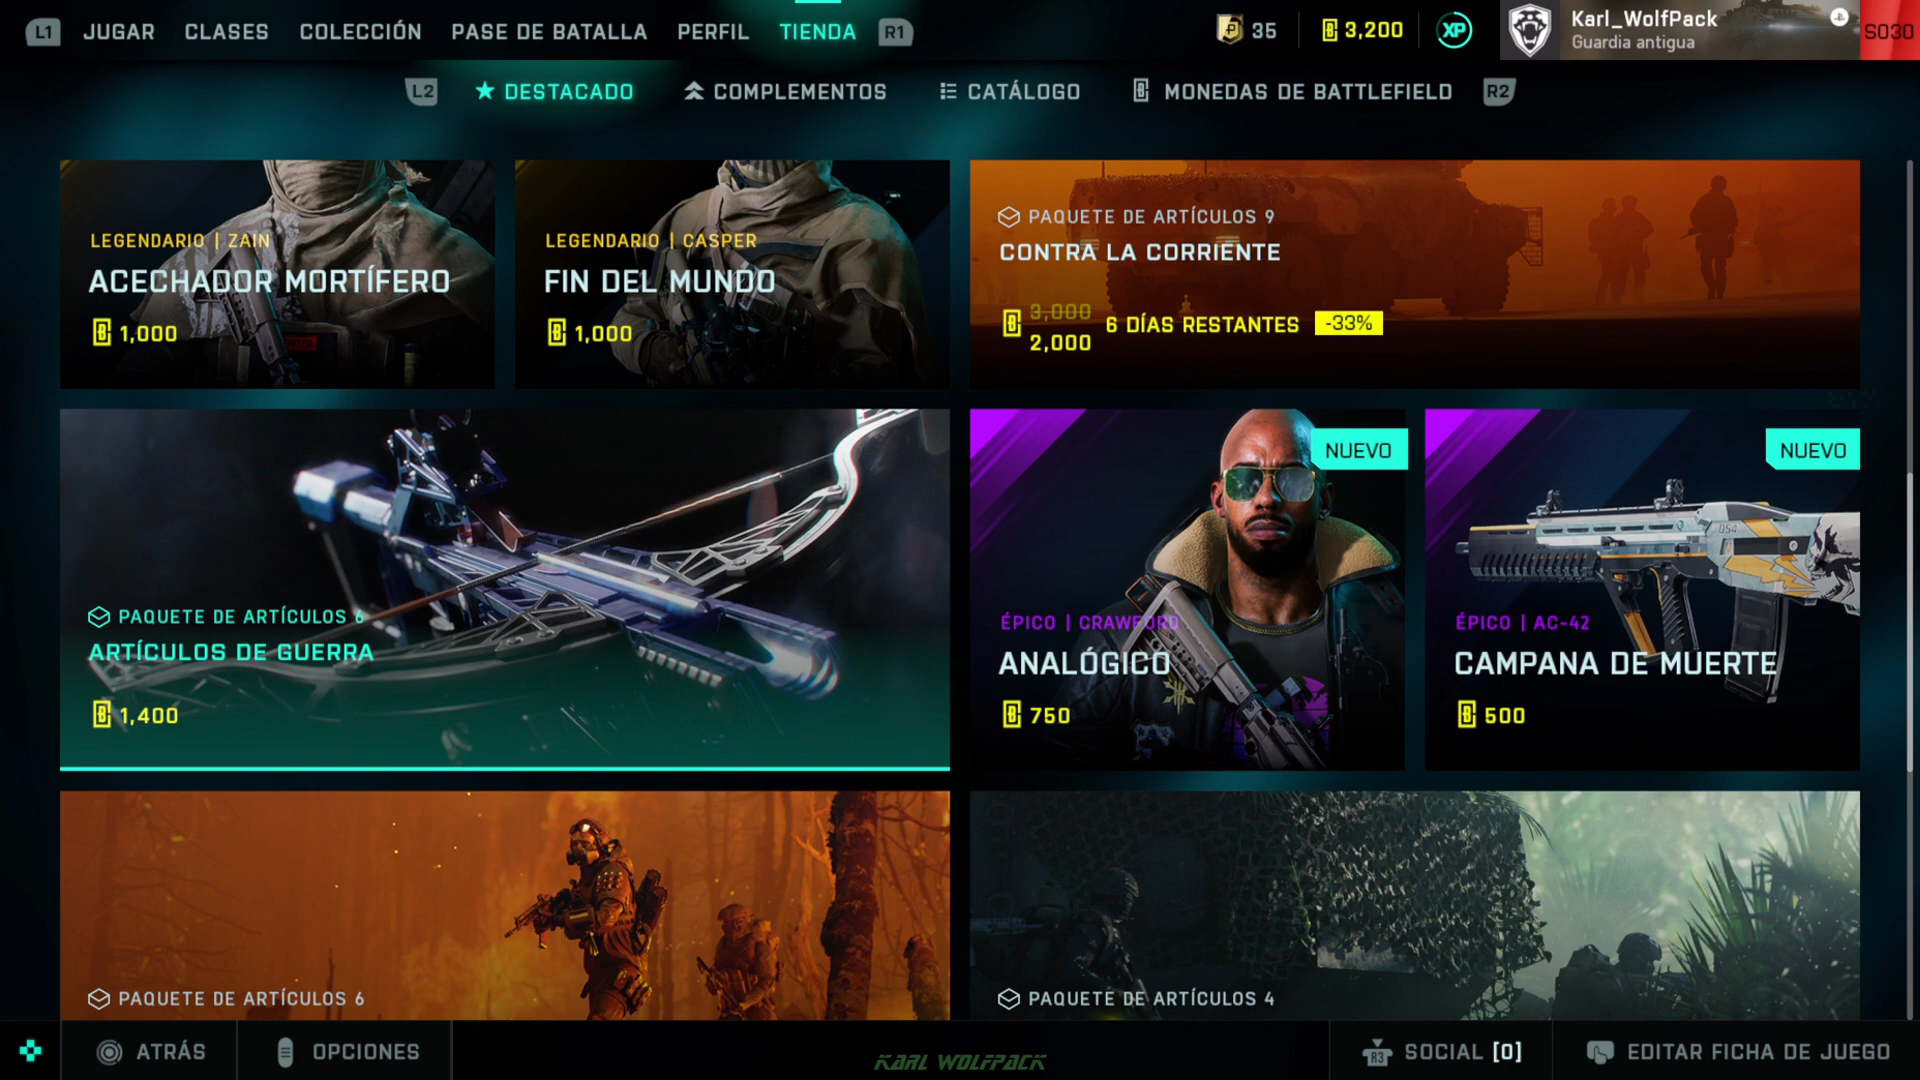 L1 JUGAR CLASES COLECCIÓN PASE DE BATALLA PERFIL TIENDA R1 35 3,200 XP Karl_WolfPack
Guardia antigua
S030
L2 DESTACADO COMPLEMENTOS CATÁLOGO MONEDAS DE BATTLEFIELD R2
LEGENDARIO | ZAIN
ACECHADOR MORTÍFERO
1,000
LEGENDARIO | CASPER
FIN DEL MUNDO
1,000
PAQUETE DE ARTÍCULOS 9
CONTRA LA CORRIENTE
3,000
2,000
6 DÍAS RESTANTES -33%
PAQUETE DE ARTÍCULOS 6
ARTÍCULOS DE GUERRA
1,400
NUEVO
ÉPICO | CRAWFORD
ANALÓGICO
750
NUEVO
054
ÉPICO | AC-42
CAMPANA DE MUERTE
500
PAQUETE DE ARTÍCULOS 6
PAQUETE DE ARTÍCULOS 4
ATRÁS OPCIONES KARL WOLFPACK R3 SOCIAL [0] EDITAR FICHA DE JUEGO